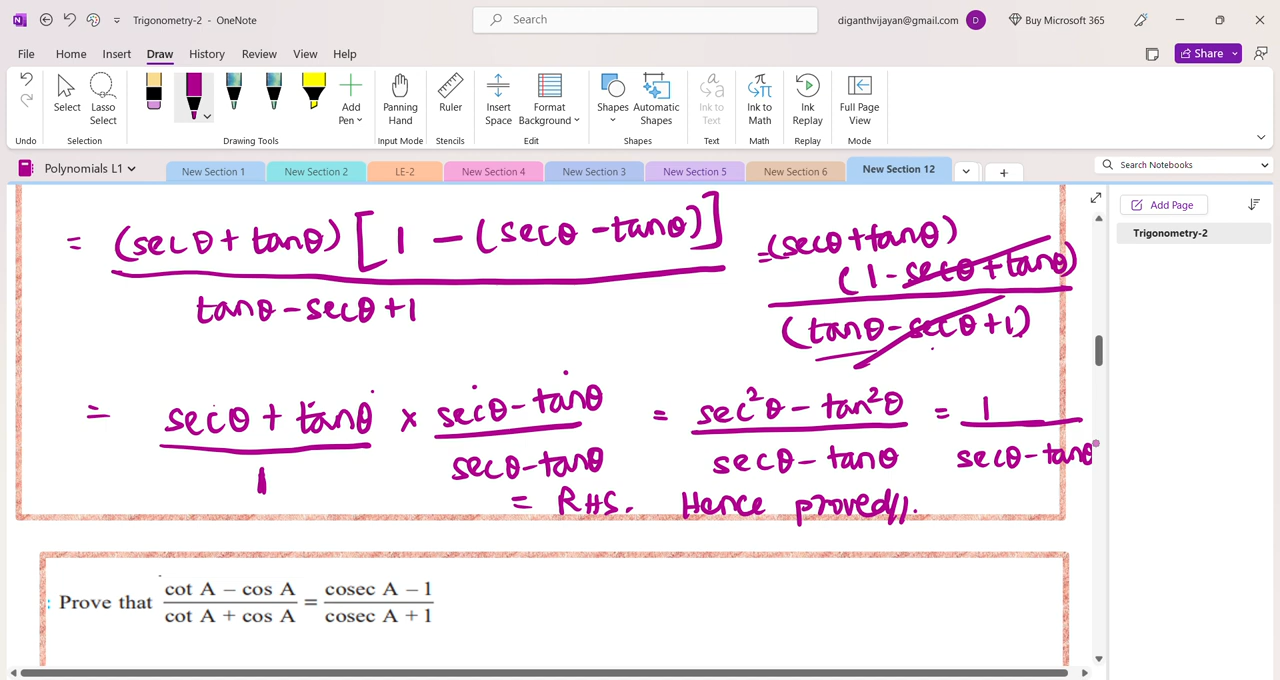 Trigonometry-2 - OneNote
Search
diganthvijayan@gmail.com D Buy Microsoft 365
File Home Insert Draw History Review View Help Share
Undo
Select
Lasso Select
Selection
Drawing Tools
Add Pen
Panning Hand
Input Mode
Ruler
Stencils
Insert Space
Format Background
Edit
Shapes
Automatic Shapes
Shapes
Ink to Text
Text
Ink to Math
Math
Ink Replay
Replay
Full Page View
Mode
Polynomials L1 New Section 1 New Section 2 LE-2 New Section 4 New Section 3 New Section 5 New Section 6 New Section 12 + Search Notebooks
Add Page
Trigonometry-2
= (secθ + tanθ) [1 - (secθ - tanθ)]
tanθ - secθ + 1
= (secθ + tanθ)
(1 - secθ + tanθ)
(tanθ - secθ + 1)
= secθ + tanθ × secθ - tanθ = sec²θ - tan²θ = 1
1 secθ - tanθ secθ - tanθ secθ - tanθ
= RHS. Hence proved//.
: Prove that cot A − cos A = cosec A − 1
cot A + cos A cosec A + 1